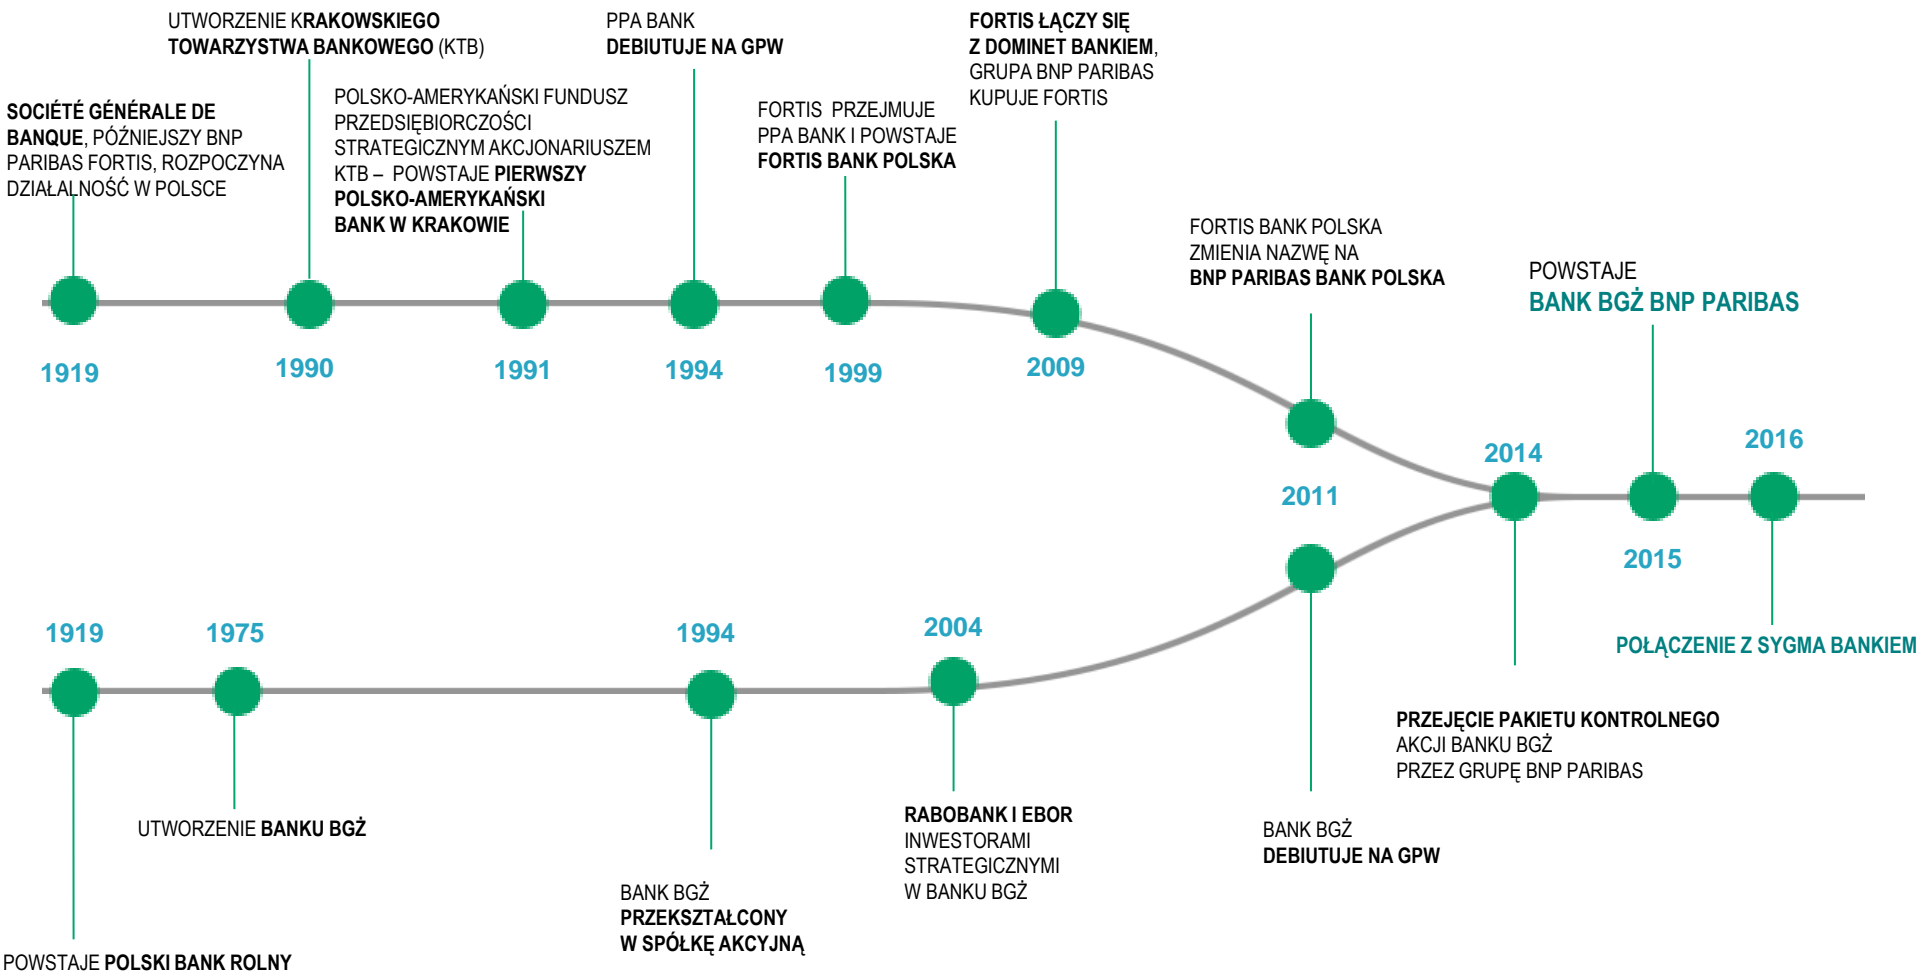 SOCIÉTÉ GÉNÉRALE DE
BANQUE, PÓŹNIEJSZY BNP
PARIBAS FORTIS, ROZPOCZYNA
DZIAŁALNOŚĆ W POLSCE
1919
UTWORZENIE KRAKOWSKIEGO
TOWARZYSTWA BANKOWEGO (KTB)
1990
POLSKO-AMERYKAŃSKI FUNDUSZ
PRZEDSIĘBIORCZOŚCI
STRATEGICZNYM AKCJONARIUSZEM
KTB – POWSTAJE PIERWSZY
POLSKO-AMERYKAŃSKI
BANK W KRAKOWIE
1991
PPA BANK
DEBIUTUJE NA GPW
1994
FORTIS PRZEJMUJE
PPA BANK I POWSTAJE
FORTIS BANK POLSKA
1999
FORTIS ŁĄCZY SIĘ
Z DOMINET BANKIEM,
GRUPA BNP PARIBAS
KUPUJE FORTIS
2009
FORTIS BANK POLSKA
ZMIENIA NAZWĘ NA
BNP PARIBAS BANK POLSKA
2011
1919
POWSTAJE POLSKI BANK ROLNY
1975
UTWORZENIE BANKU BGŻ
1994
BANK BGŻ
PRZEKSZTAŁCONY
W SPÓŁKĘ AKCYJNĄ
2004
RABOBANK I EBOR
INWESTORAMI
STRATEGICZNYMI
W BANKU BGŻ
BANK BGŻ
DEBIUTUJE NA GPW
2014
PRZEJĘCIE PAKIETU KONTROLNEGO
AKCJI BANKU BGŻ
PRZEZ GRUPĘ BNP PARIBAS
POWSTAJE
BANK BGŻ BNP PARIBAS
2015
2016
POŁĄCZENIE Z SYGMA BANKIEM